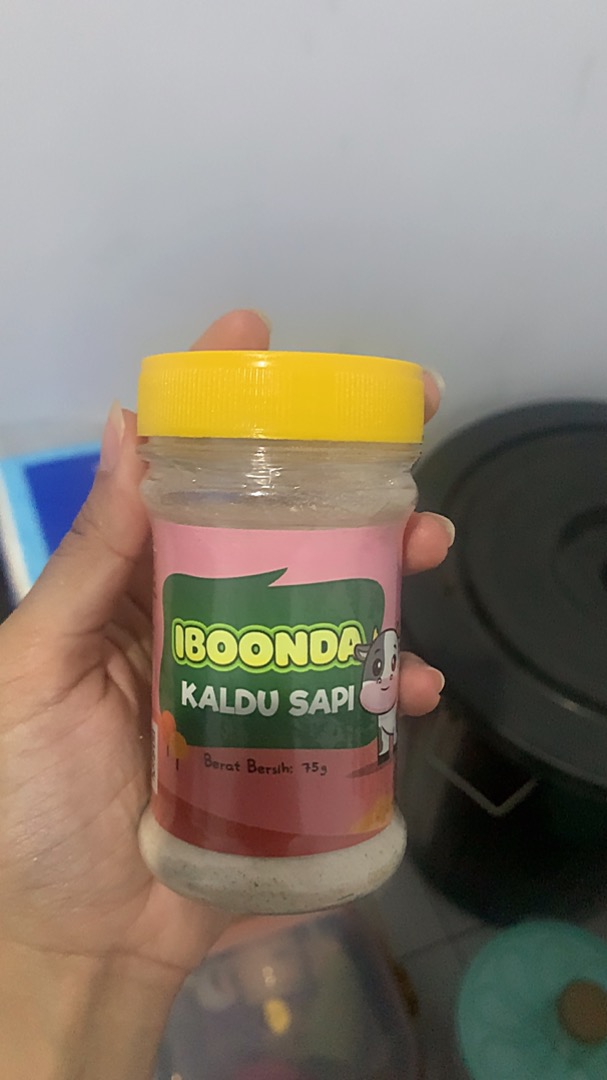 IBOONDA
KALDU SAPI
Berat Bersih: 75g